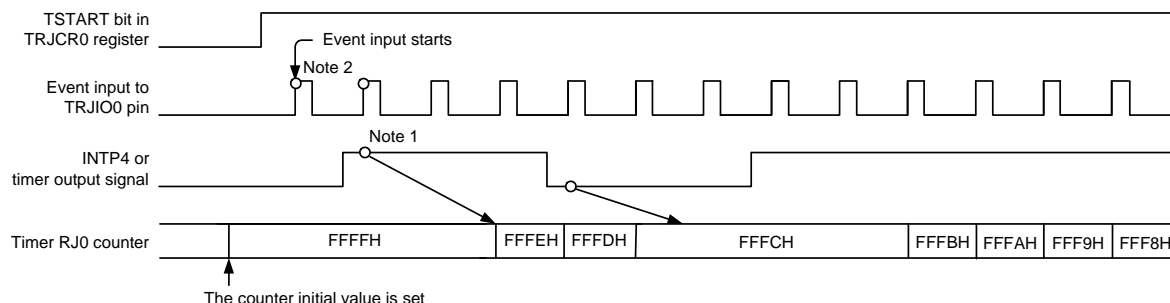 TSTART bit in
TRJCR0 register
Event input starts
Note 2
Event input to
TRJIO0 pin
Note 1
INTP4 or
timer output signal
Timer RJ0 counter
FFFFH
FFFEH
FFFDH
FFFCH
FFFBH
FFFAH
FFF9H
FFF8H
The counter initial value is set